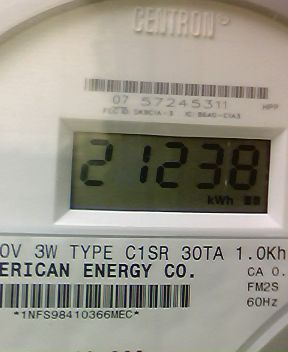 CENTRON
07 57245311 HPP
21238
kWh
0V 3W TYPE C1SR 30TA 1.0Kh
ERICAN ENERGY CO. CA 0.
FM2S
60Hz
*1NFS98410366MEC*